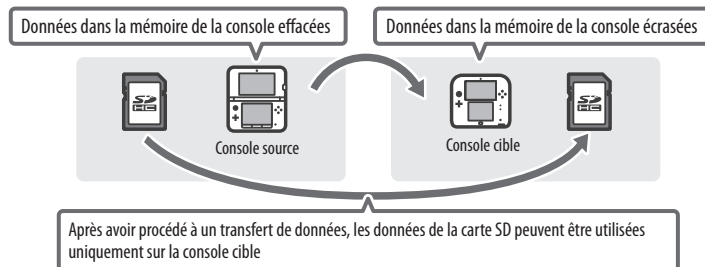 Données dans la mémoire de la console effacées
Données dans la mémoire de la console écrasées
SD
HC
SD
HC
Console source
Console cible
Après avoir procédé à un transfert de données, les données de la carte SD peuvent être utilisées
uniquement sur la console cible